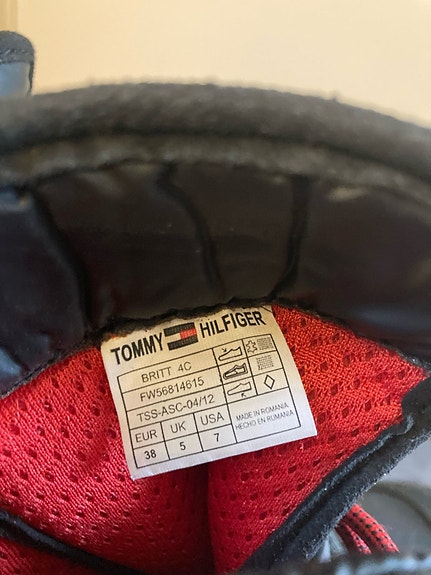 TOMMY HILFIGER
BRITT 4C
FW56814615
TSS-ASC-04/12
EUR UK USA
38 5 7
MADE IN ROMANIA
HECHO EN RUMANIA